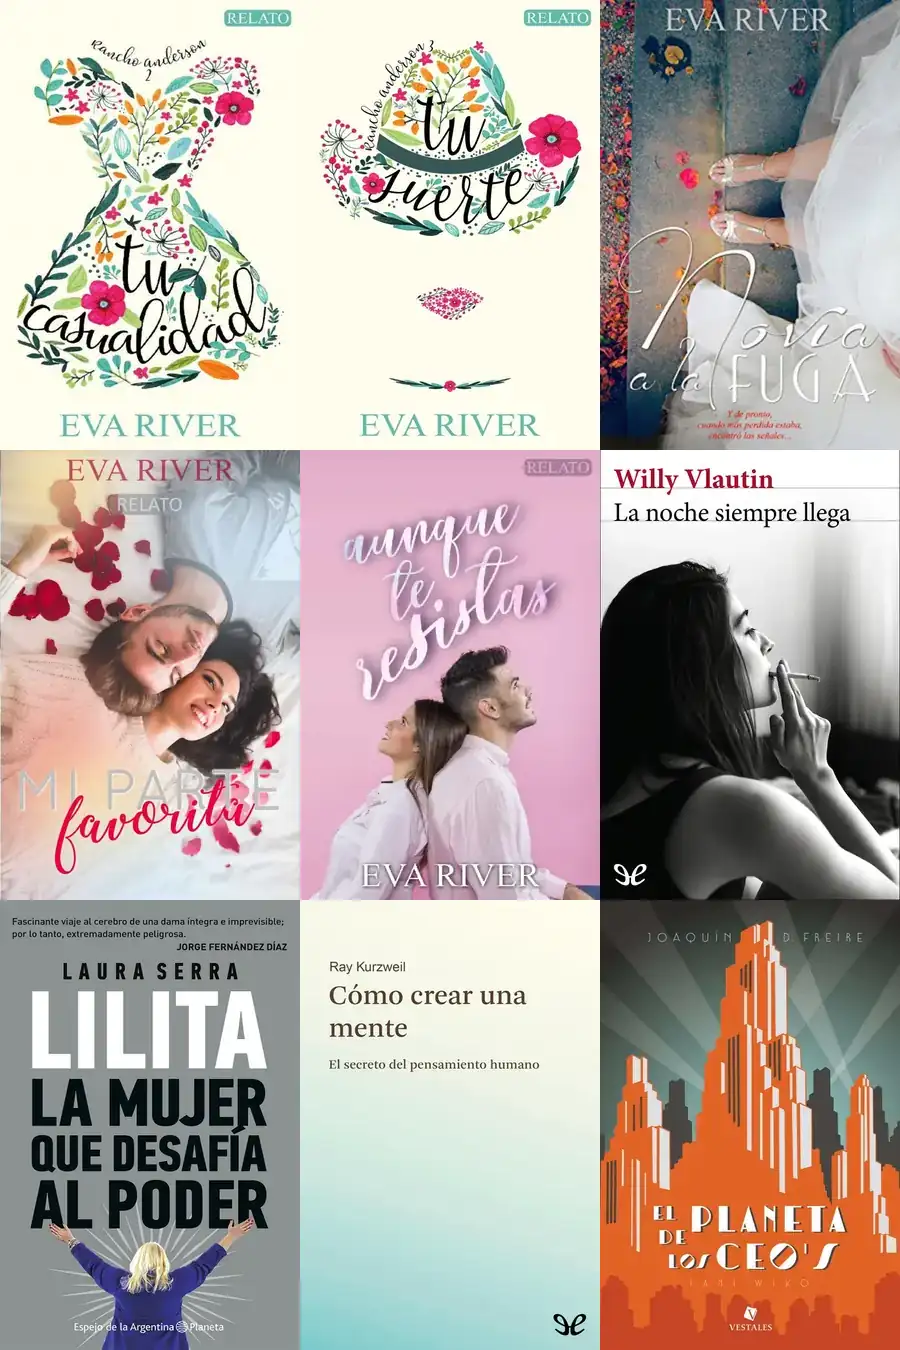 RELATO
Rancho anderson
2
tu
casualidad
EVA RIVER
RELATO
Rancho anderson 3
tu
suerte
EVA RIVER
EVA RIVER
Novia
a la FUGA
Y de pronto,
cuando más perdida estaba,
encontró las señales...
EVA RIVER
RELATO
MI PARTE
favorita
RELATO
aunque
te
resistas
EVA RIVER
Willy Vlautin
La noche siempre llega
Fascinante viaje al cerebro de una dama íntegra e imprevisible;
por lo tanto, extremadamente peligrosa.
JORGE FERNÁNDEZ DÍAZ
LAURA SERRA
LILITA
LA MUJER
QUE DESAFÍA
AL PODER
Espejo de la Argentina Planeta
Ray Kurzweil
Cómo crear una
mente
El secreto del pensamiento humano
JOAQUÍN D. FREIRE
EL PLANETA
DE
LOS CEO'S
VESTALES